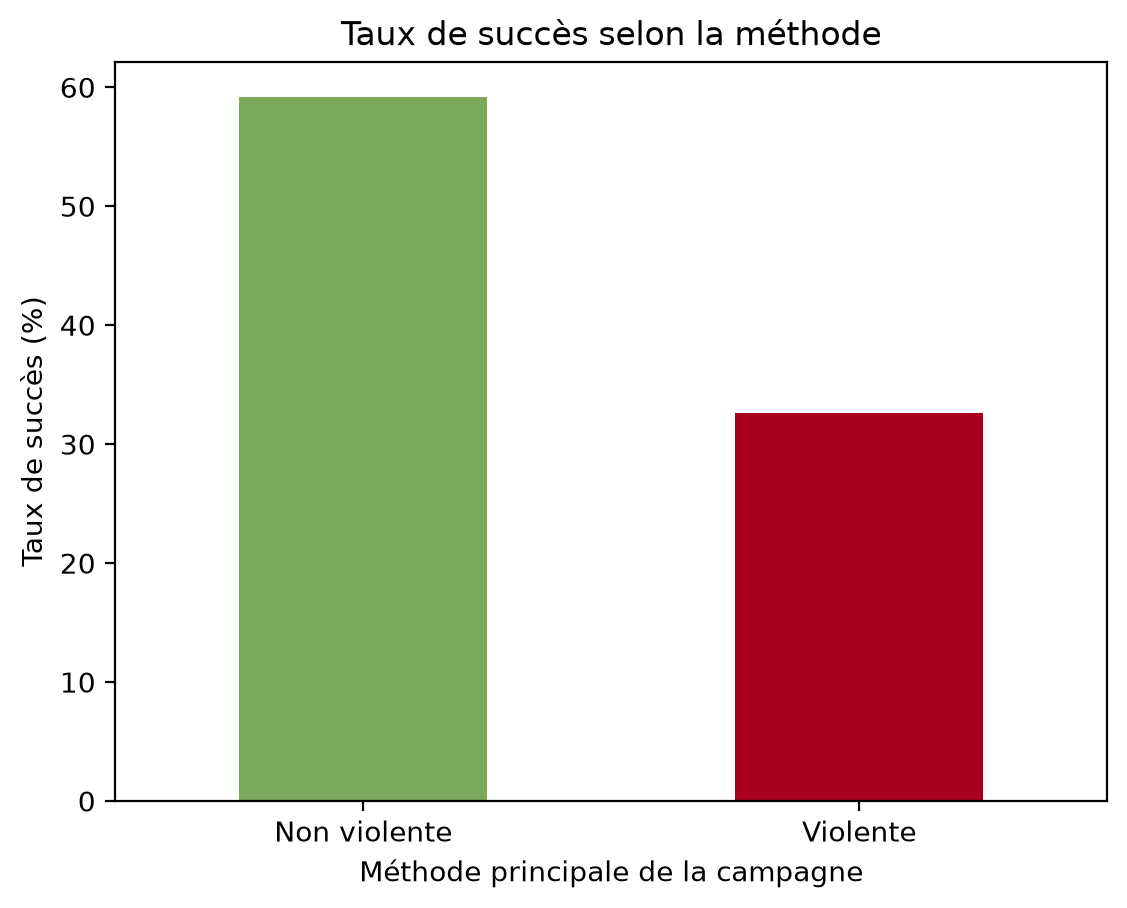 Taux de succès selon la méthode
Taux de succès (%)
60
50
40
30
20
10
0
Non violente
Violente
Méthode principale de la campagne